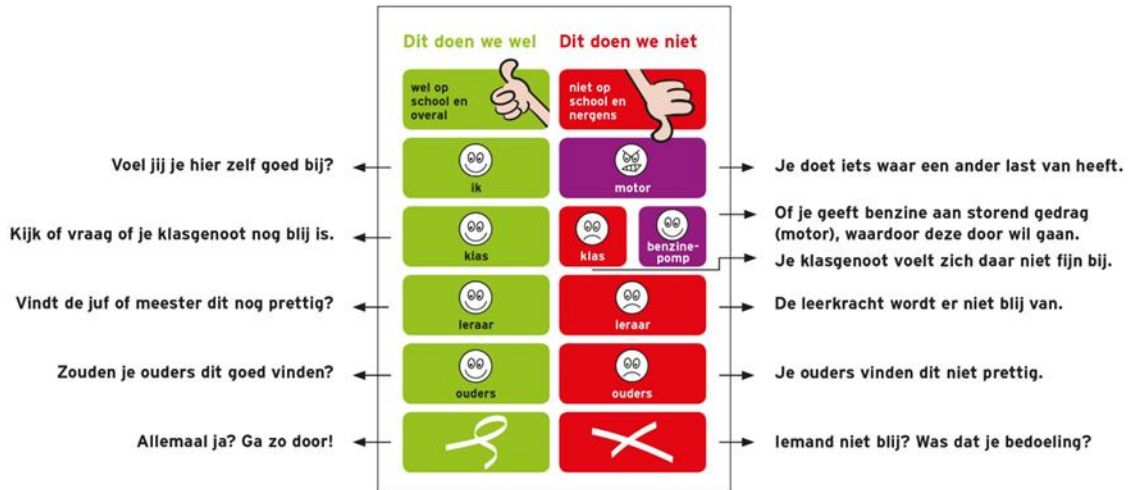 Dit doen we wel
Dit doen we niet
wel op
school en
overal
niet op
school en
nergens
Voel jij je hier zelf goed bij?
ik
motor
Je doet iets waar een ander last van heeft.
Kijk of vraag of je klasgenoot nog blij is.
klas
klas
benzine-
pomp
Of je geeft benzine aan storend gedrag
(motor), waardoor deze door wil gaan.
Je klasgenoot voelt zich daar niet fijn bij.
Vindt de juf of meester dit nog prettig?
leraar
leraar
De leerkracht wordt er niet blij van.
Zouden je ouders dit goed vinden?
ouders
ouders
Je ouders vinden dit niet prettig.
Allemaal ja? Ga zo door!
Iemand niet blij? Was dat je bedoeling?